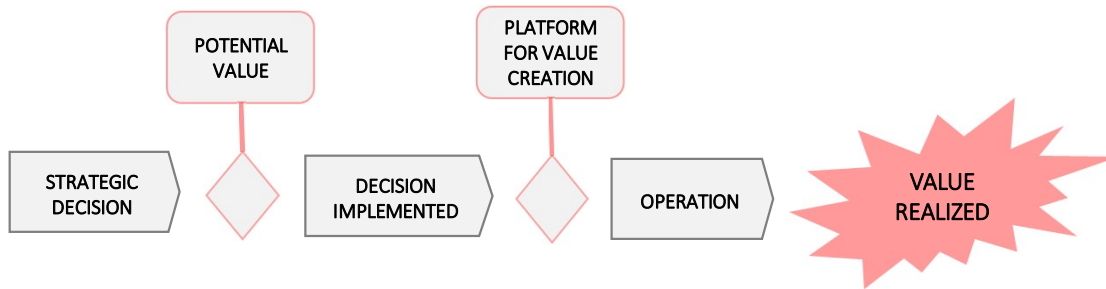 POTENTIAL
VALUE
PLATFORM
FOR VALUE
CREATION
STRATEGIC
DECISION
DECISION
IMPLEMENTED
OPERATION
VALUE
REALIZED